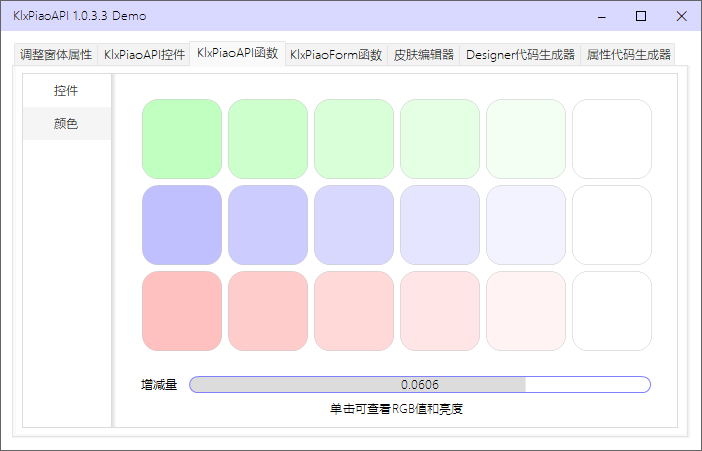 KlxPiaoAPI 1.0.3.3 Demo
调整窗体属性 KlxPiaoAPI控件 KlxPiaoAPI函数 KlxPiaoForm函数 皮肤编辑器 Designer代码生成器 属性代码生成器
控件
颜色
增减量 0.0606
单击可查看RGB值和亮度